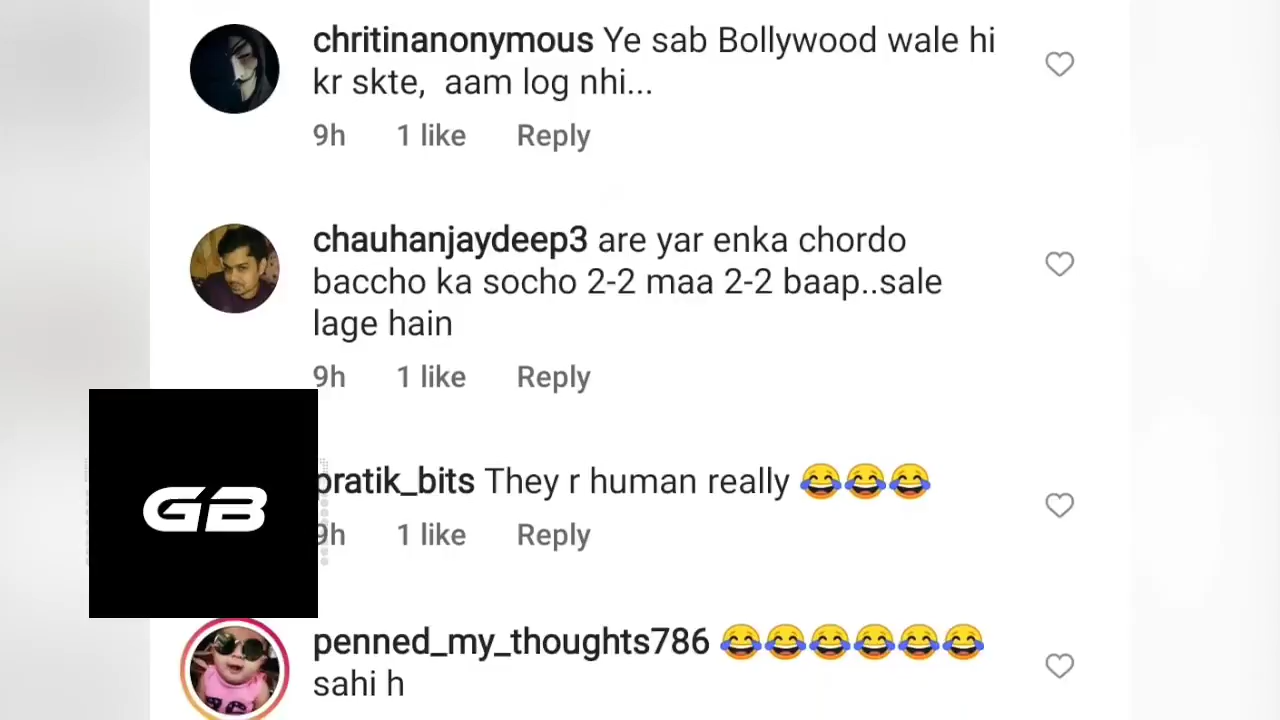 chritinanonymous Ye sab Bollywood wale hi
kr skte, aam log nhi...
9h 1 like Reply
chauhanjaydeep3 are yar enka chordo
baccho ka socho 2-2 maa 2-2 baap..sale
lage hain
9h 1 like Reply
GB
pratik_bits They r human really 😂😂😂
9h 1 like Reply
penned_my_thoughts786 😂😂😂😂😂😂
sahi h